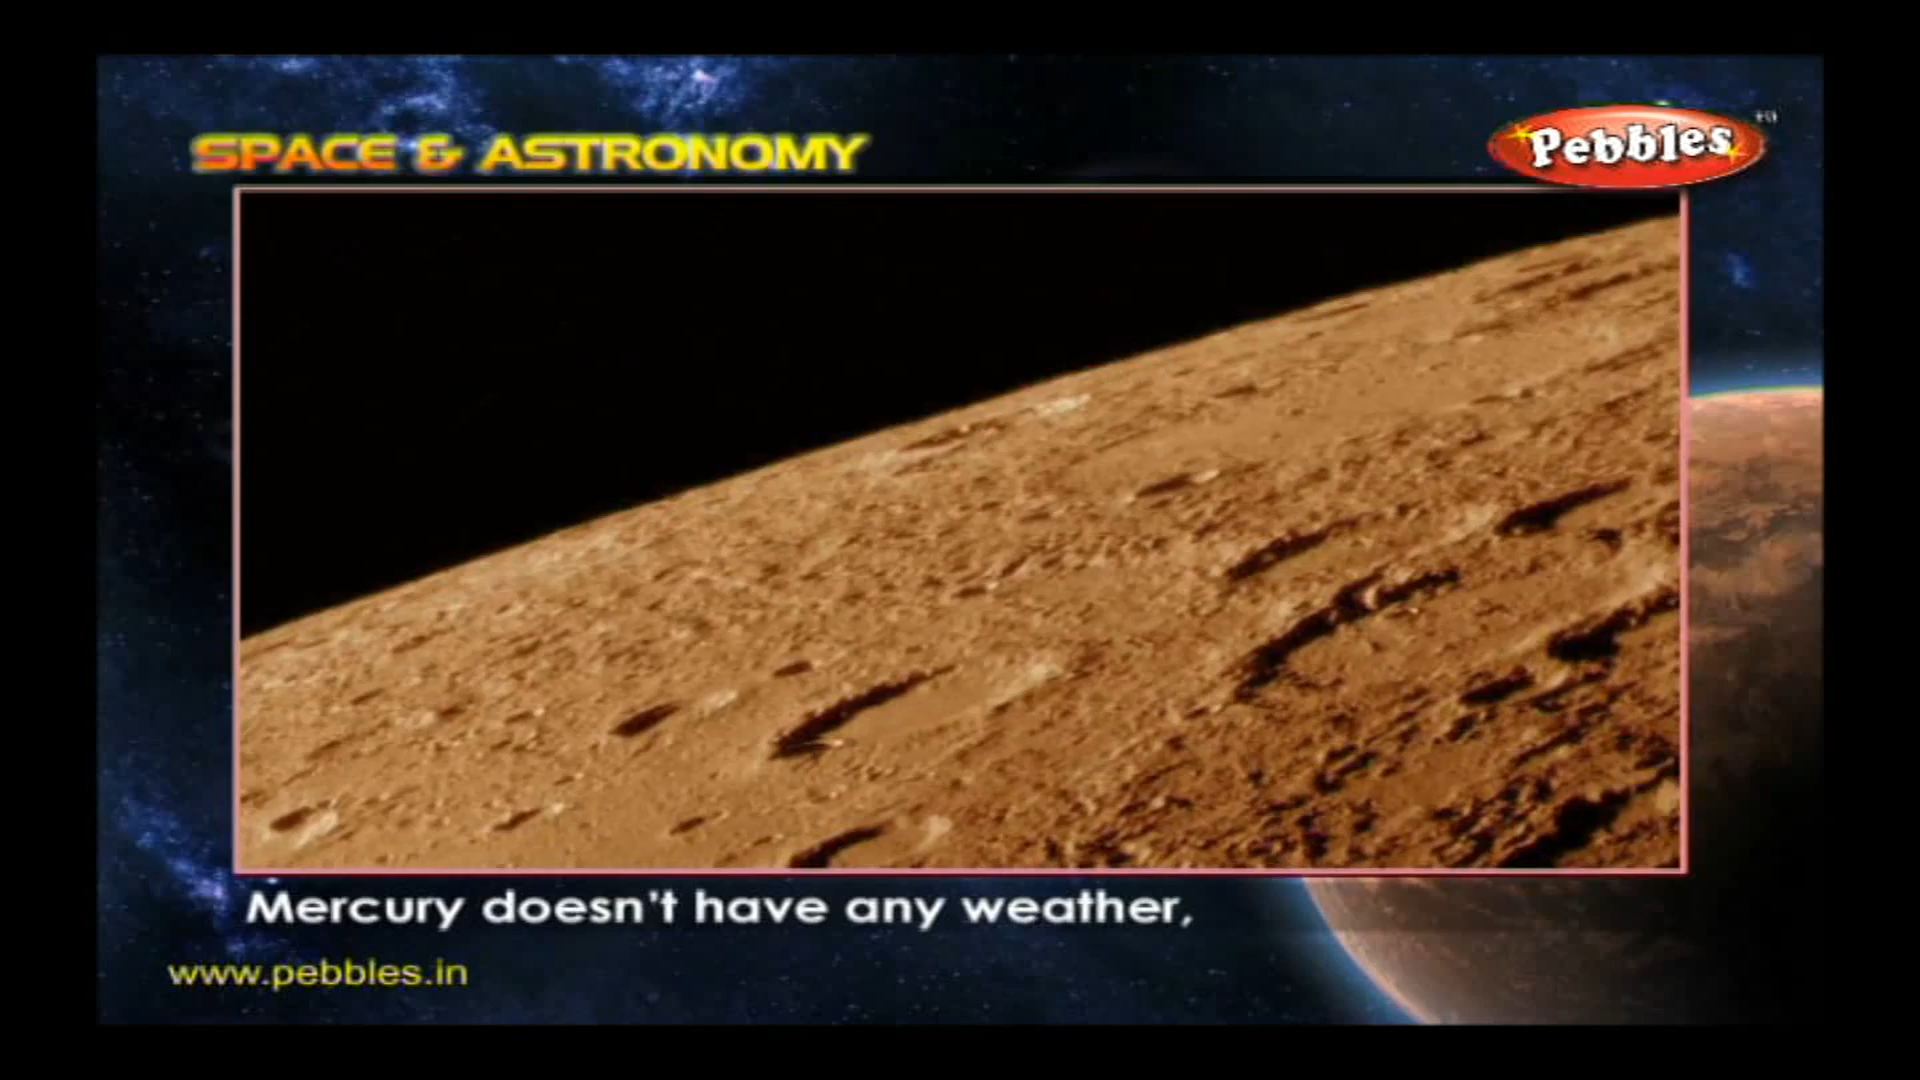 SPACE & ASTRONOMY
Pebbles
Mercury doesn't have any weather,
www.pebbles.in